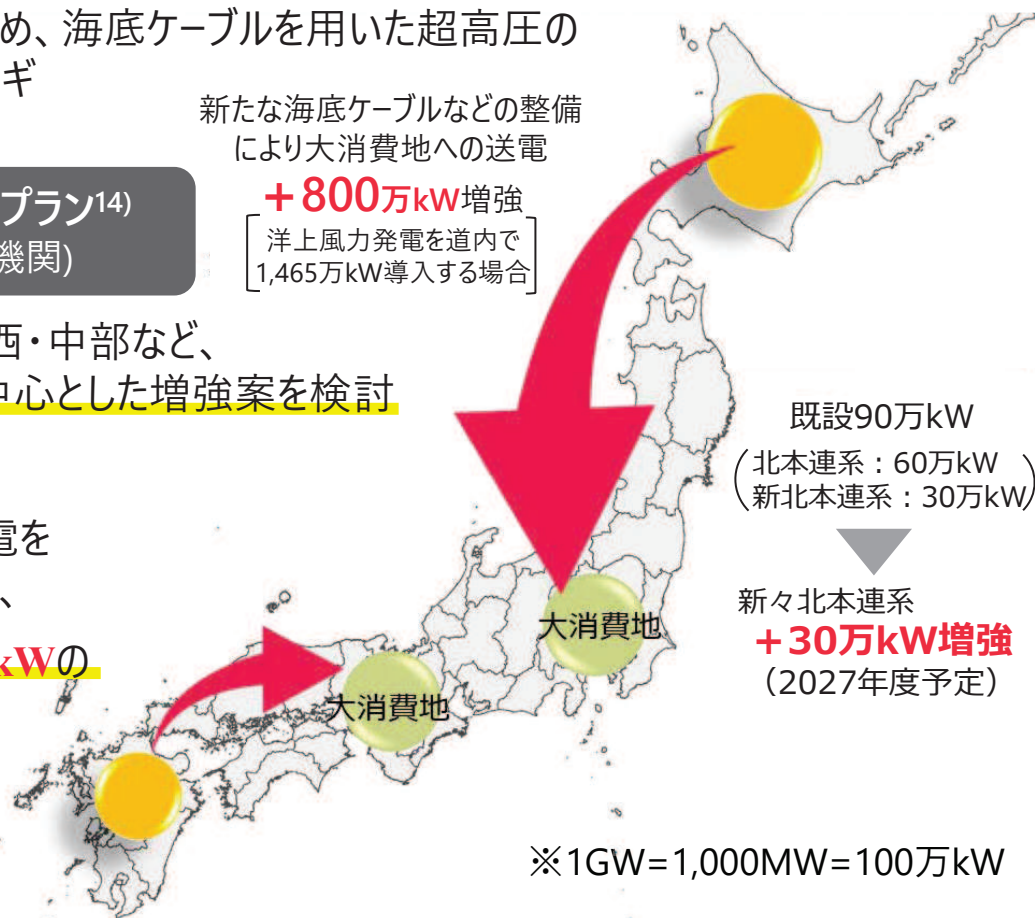 め、海底ケーブルを用いた超高圧の
ギ
新たな海底ケーブルなどの整備
により大消費地への送電
＋800万kW増強
洋上風力発電を道内で
1,465万kW導入する場合
プラン14)
機関)
西・中部など、
中心とした増強案を検討
既設90万kW
北本連系：60万kW
新北本連系：30万kW
新々北本連系
＋30万kW増強
（2027年度予定）
電を
、
kWの
大消費地
大消費地
※1GW=1,000MW=100万kW